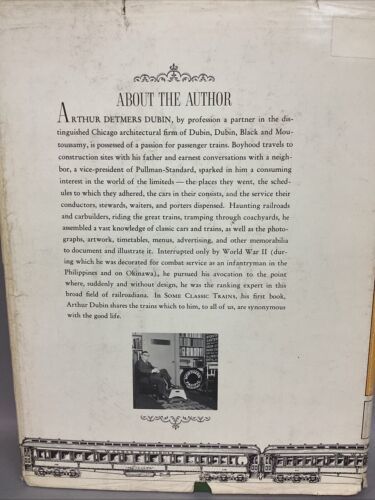 ABOUT THE AUTHOR
ARTHUR DETMERS DUBIN, by profession a partner in the dis-
tinguished Chicago architectural firm of Dubin, Dubin, Black and Mou-
toussamy, is possessed of a passion for passenger trains. Boyhood travels to
construction sites with his father and earnest conversations with a neigh-
bor, a vice-president of Pullman-Standard, sparked in him a consuming
interest in the world of the limiteds — the places they went, the sched-
ules to which they adhered, the cars in their consists, and the service their
conductors, stewards, waiters, and porters dispensed. Haunting railroads
and carbuilders, riding the great trains, tramping through coachyards, he
assembled a vast knowledge of classic cars and trains, as well as the photo-
graphs, artwork, timetables, menus, advertising, and other memorabilia
to document and illustrate it. Interrupted only by World War II (dur-
ing which he was decorated for combat service as an infantryman in the
Philippines and on Okinawa), he pursued his avocation to the point
where, suddenly and without design, he was the ranking expert in this
broad field of railroadiana. In SOME CLASSIC TRAINS, his first book,
Arthur Dubin shares the trains which to him, to all of us, are synonymous
with the good life.